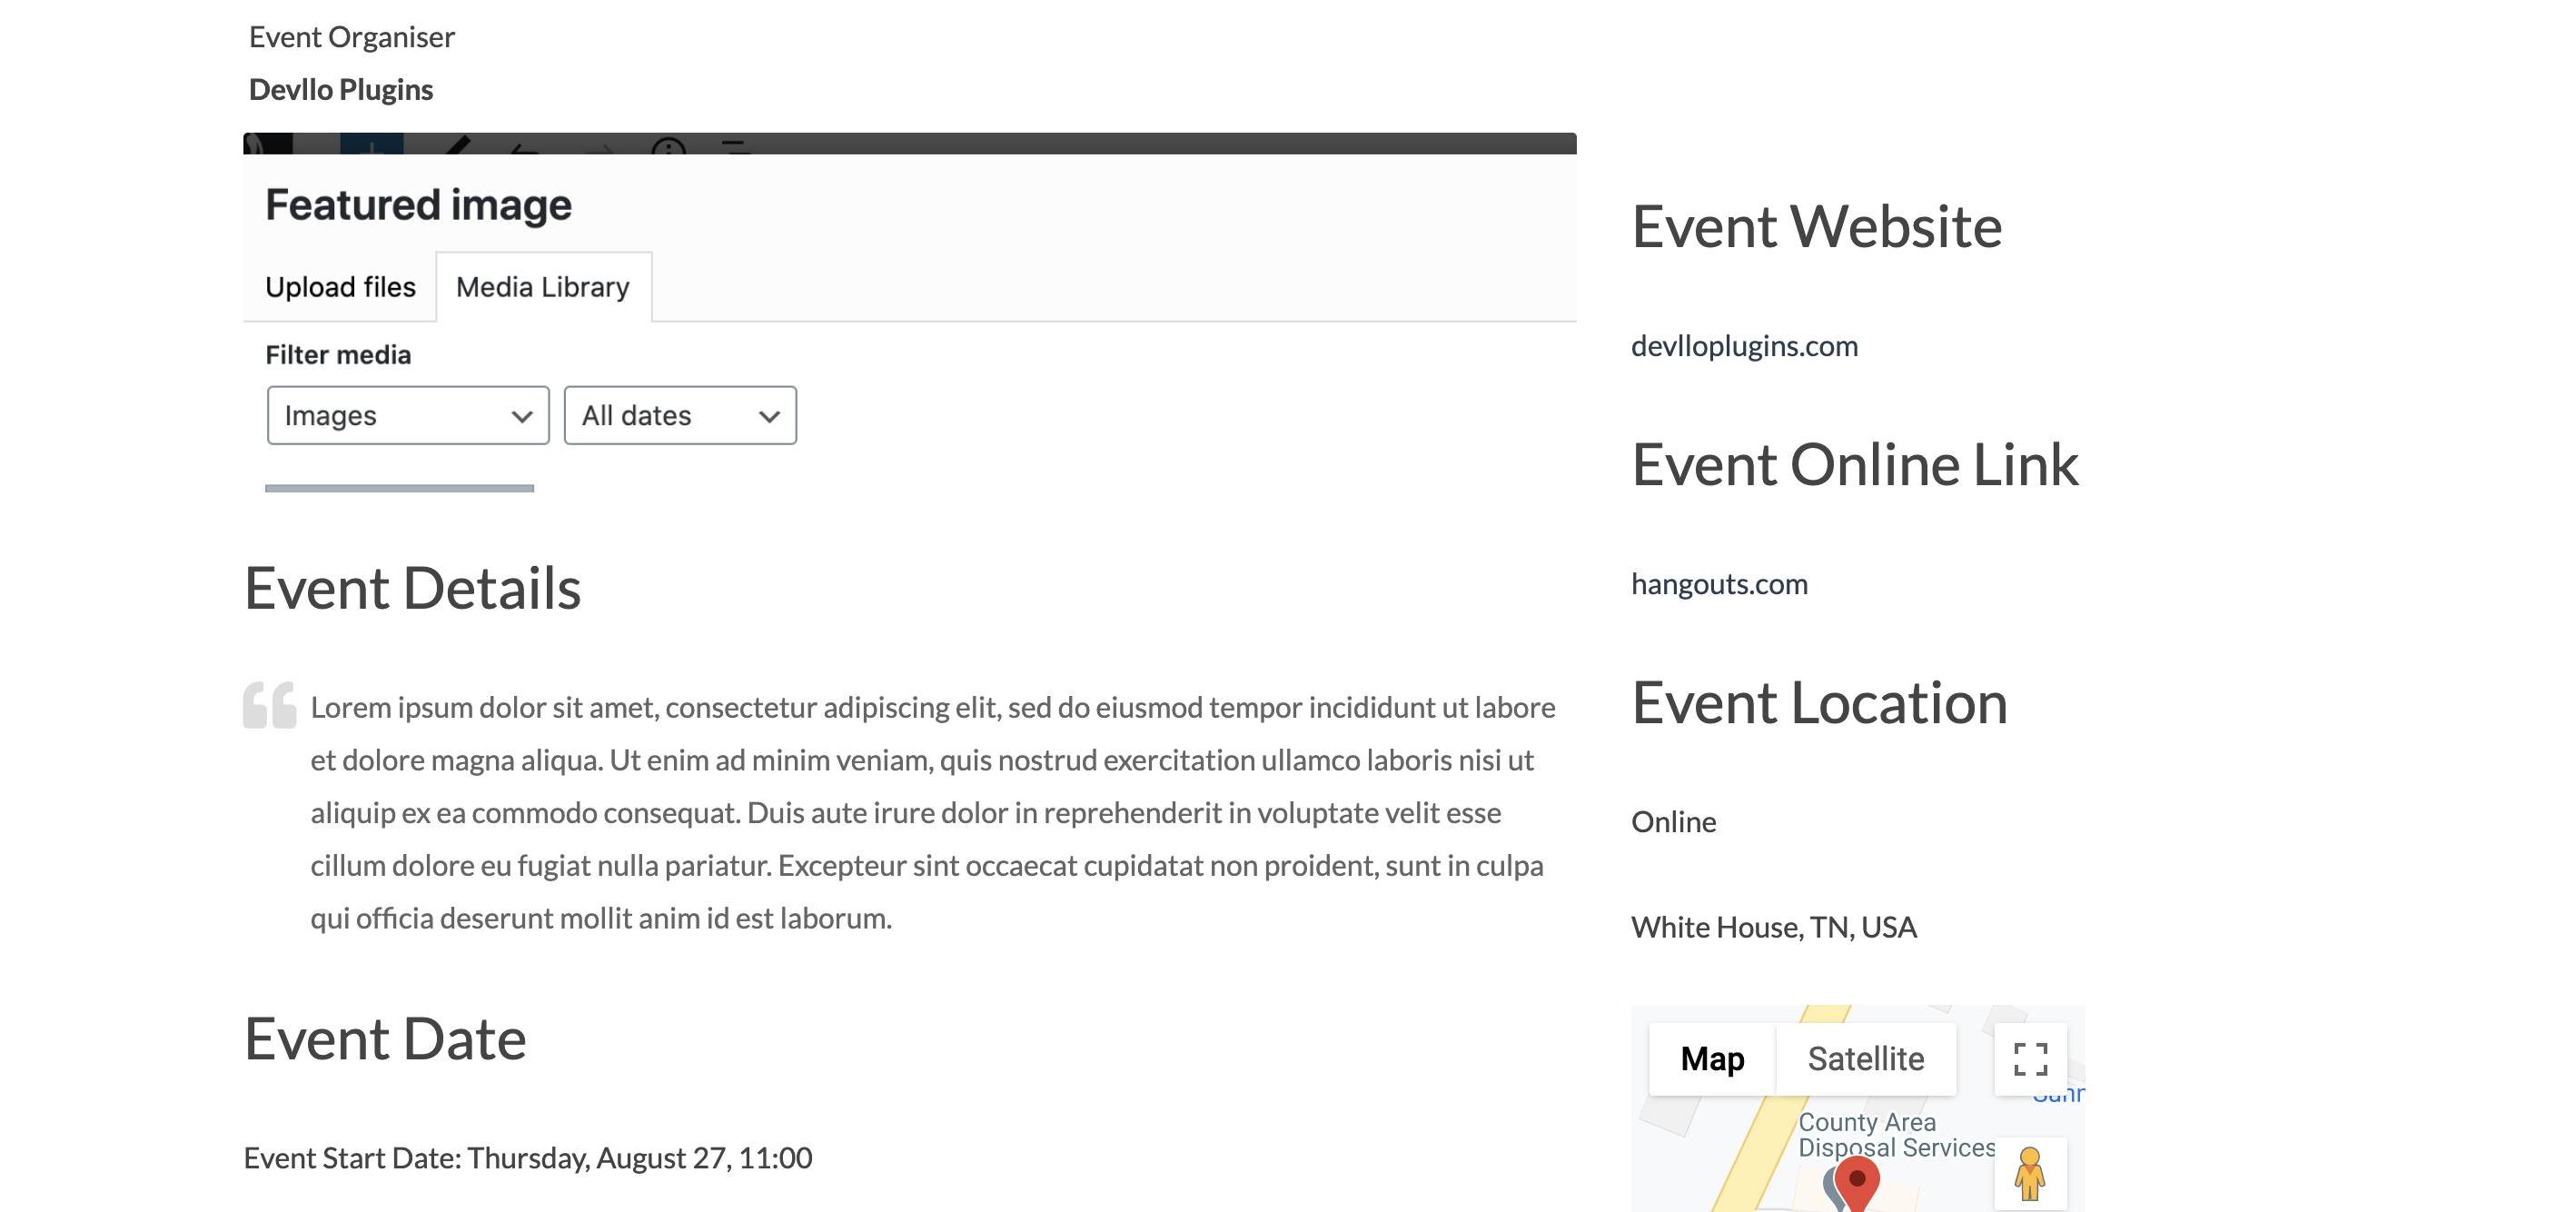 Event Organiser
Devllo Plugins
Featured image
Upload files
Media Library
Filter media
Images
All dates
Event Details
Lorem ipsum dolor sit amet, consectetur adipiscing elit, sed do eiusmod tempor incididunt ut labore
et dolore magna aliqua. Ut enim ad minim veniam, quis nostrud exercitation ullamco laboris nisi ut
aliquip ex ea commodo consequat. Duis aute irure dolor in reprehenderit in voluptate velit esse
cillum dolore eu fugiat nulla pariatur. Excepteur sint occaecat cupidatat non proident, sunt in culpa
qui officia deserunt mollit anim id est laborum.
Event Date
Event Start Date: Thursday, August 27, 11:00
Event Website
devlloplugins.com
Event Online Link
hangouts.com
Event Location
Online
White House, TN, USA
Map
Satellite
County Area
Disposal Services